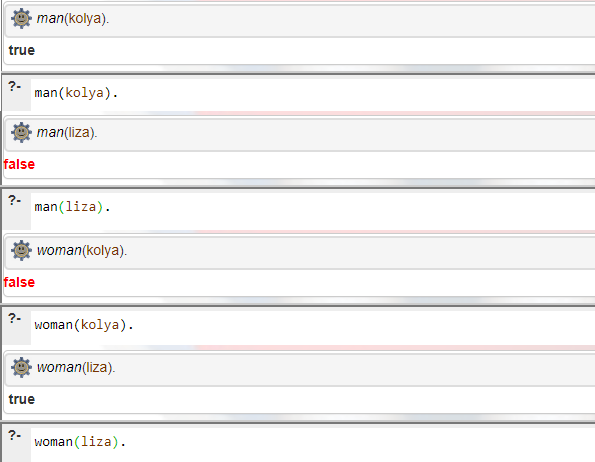 man(kolya).
true
?- man(kolya).
man(liza).
false
?- man(liza).
woman(kolya).
false
?- woman(kolya).
woman(liza).
true
?- woman(liza).